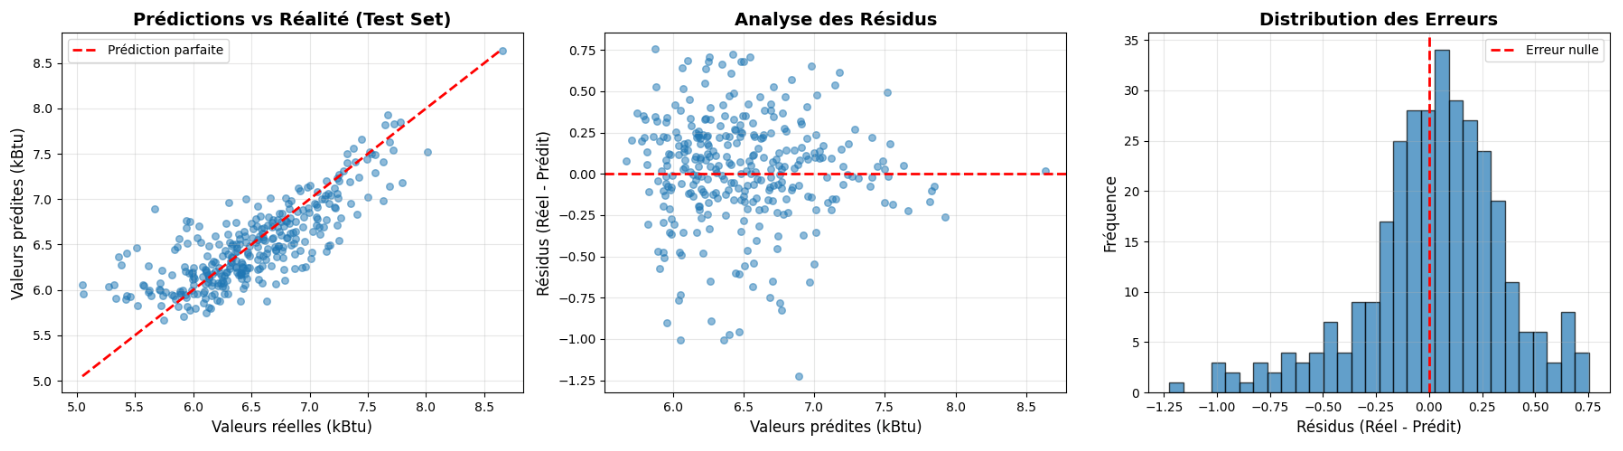 Prédictions vs Réalité (Test Set)
Prédiction parfaite
8.5
8.0
7.5
7.0
6.5
6.0
5.5
5.0
Valeurs prédites (kBtu)
5.0 5.5 6.0 6.5 7.0 7.5 8.0 8.5
Valeurs réelles (kBtu)
Analyse des Résidus
0.75
0.50
0.25
0.00
−0.25
−0.50
−0.75
−1.00
−1.25
Résidus (Réel - Prédit)
6.0 6.5 7.0 7.5 8.0 8.5
Valeurs prédites (kBtu)
Distribution des Erreurs
Erreur nulle
35
30
25
20
15
10
5
0
Fréquence
−1.25 −1.00 −0.75 −0.50 −0.25 0.00 0.25 0.50 0.75
Résidus (Réel - Prédit)